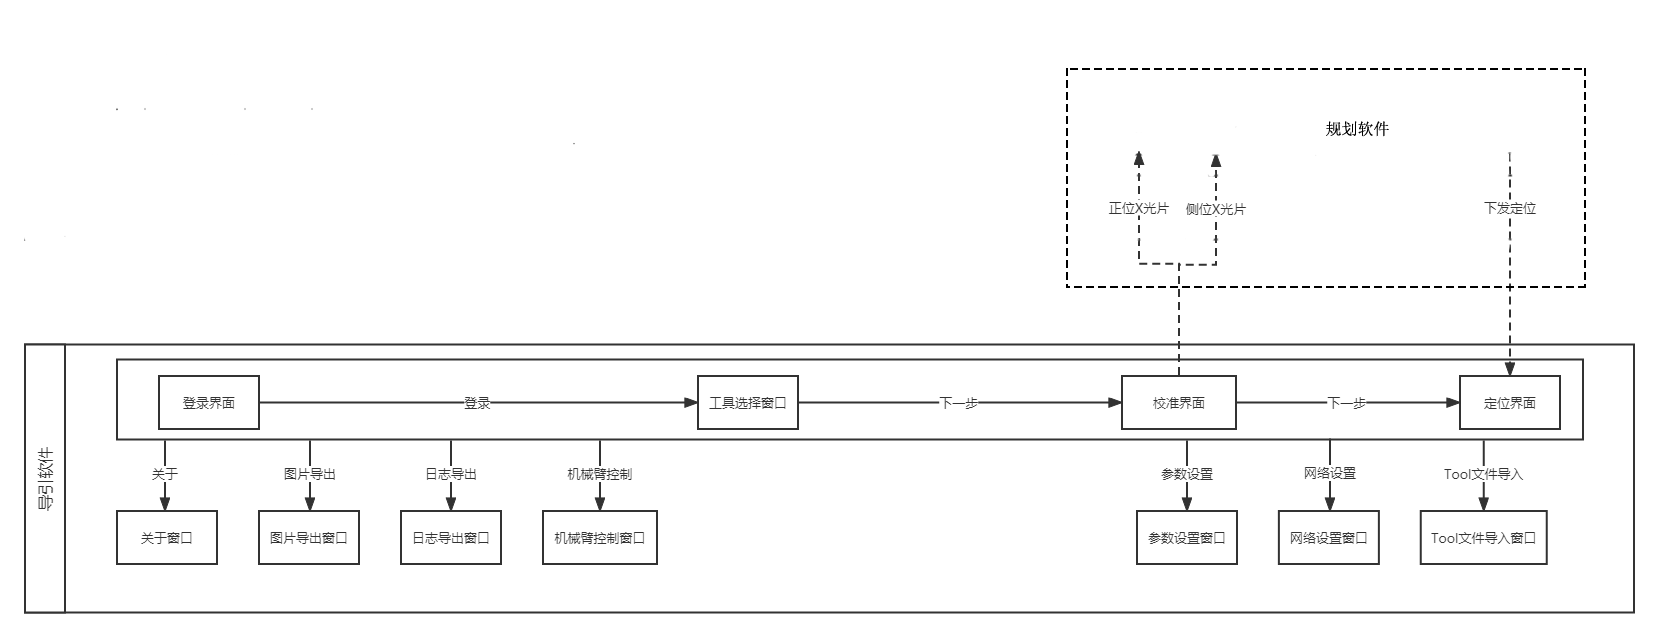 规划软件
正位X光片
侧位X光片
下发定位
登录界面
登录
工具选择窗口
下一步
校准界面
下一步
定位界面
导引软件
关于
图片导出
日志导出
机械臂控制
参数设置
网络设置
Tool文件导入
关于窗口
图片导出窗口
日志导出窗口
机械臂控制窗口
参数设置窗口
网络设置窗口
Tool文件导入窗口